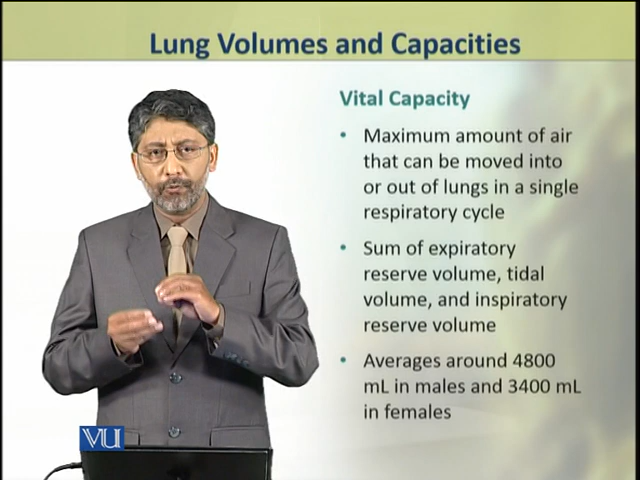 Lung Volumes and Capacities
Vital Capacity
• Maximum amount of air
that can be moved into
or out of lungs in a single
respiratory cycle
• Sum of expiratory
reserve volume, tidal
volume, and inspiratory
reserve volume
• Averages around 4800
mL in males and 3400 mL
in females
VU